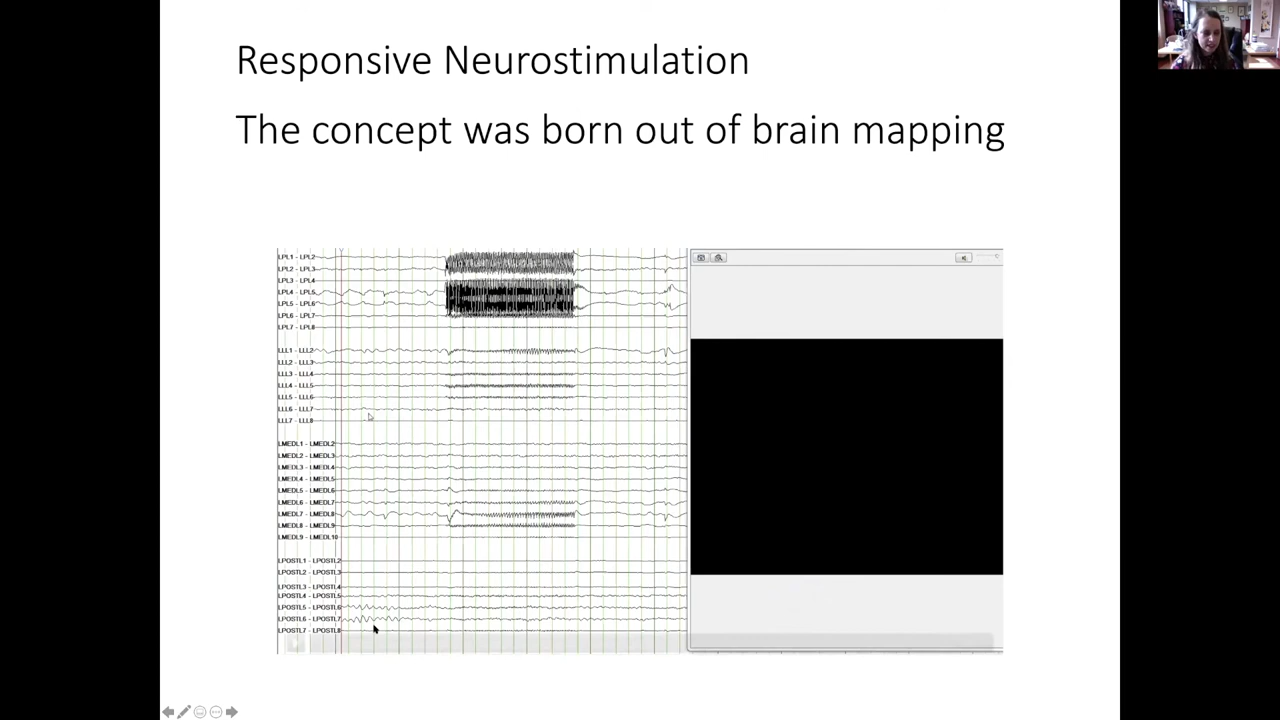 Responsive Neurostimulation
The concept was born out of brain mapping
LPL1 - LPL2
LPL2 - LPL3
LPL3 - LPL4
LPL4 - LPL5
LPL5 - LPL6
LPL6 - LPL7
LPL7 - LPL8
LLL1 - LLL2
LLL2 - LLL3
LLL3 - LLL4
LLL4 - LLL5
LLL5 - LLL6
LLL6 - LLL7
LLL7 - LLL8
LMEDL1 - LMEDL2
LMEDL2 - LMEDL3
LMEDL3 - LMEDL4
LMEDL4 - LMEDL5
LMEDL5 - LMEDL6
LMEDL6 - LMEDL7
LMEDL7 - LMEDL8
LMEDL8 - LMEDL9
LMEDL9 - LMEDL10
LPOSTL1 - LPOSTL2
LPOSTL2 - LPOSTL3
LPOSTL3 - LPOSTL4
LPOSTL4 - LPOSTL5
LPOSTL5 - LPOSTL6
LPOSTL6 - LPOSTL7
LPOSTL7 - LPOSTL8